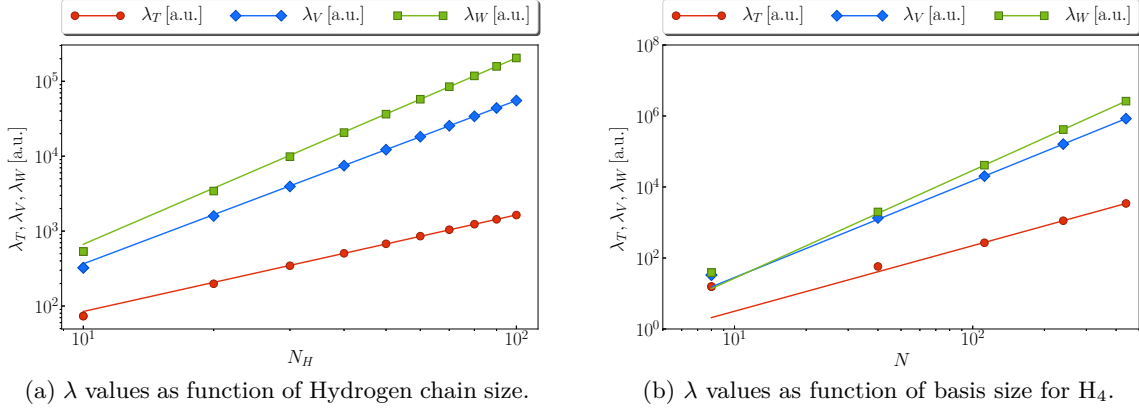 λ_T [a.u.] λ_V [a.u.] λ_W [a.u.]
10^5
10^4
10^3
10^2
λ_T, λ_V, λ_W [a.u.]
10^1 10^2
N_H
(a) λ values as function of Hydrogen chain size.
λ_T [a.u.] λ_V [a.u.] λ_W [a.u.]
10^8
10^6
10^4
10^2
10^0
λ_T, λ_V, λ_W [a.u.]
10^1 10^2
N
(b) λ values as function of basis size for H_4.